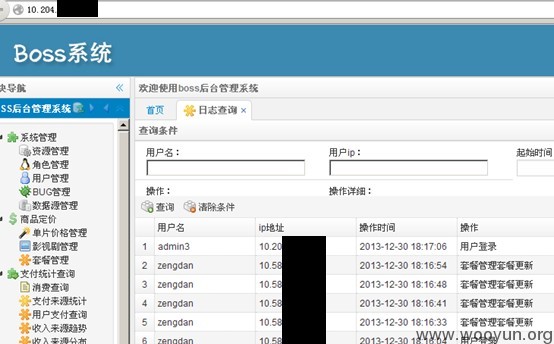 10.204.
Boss系统
块导航
欢迎使用boss后台管理系统
SS后台管理系统
首页
日志查询
系统管理
资源管理
角色管理
用户管理
BUG管理
数据源管理
商品定价
单片价格管理
影视剧管理
套餐管理
支付统计查询
消费查询
支付来源统计
用户支付查询
收入来源趋势
收入来源分布
查询条件
用户名：
用户ip：
起始时间
操作：
操作详细：
查询
清除条件
用户名 ip地址 操作时间 操作
1 admin3 10.20 2013-12-30 18:17:06 用户登录
2 zengdan 10.58 2013-12-30 18:16:54 套餐管理套餐更新
3 zengdan 10.58 2013-12-30 18:16:48 套餐管理套餐更新
4 zengdan 10.58 2013-12-30 18:16:41 套餐管理套餐更新
5 zengdan 10.58 2013-12-30 18:16:33 套餐管理套餐更新
6 zengdan 10.58 2013-12-30 18:16:04 用户登录
www.wooyun.org